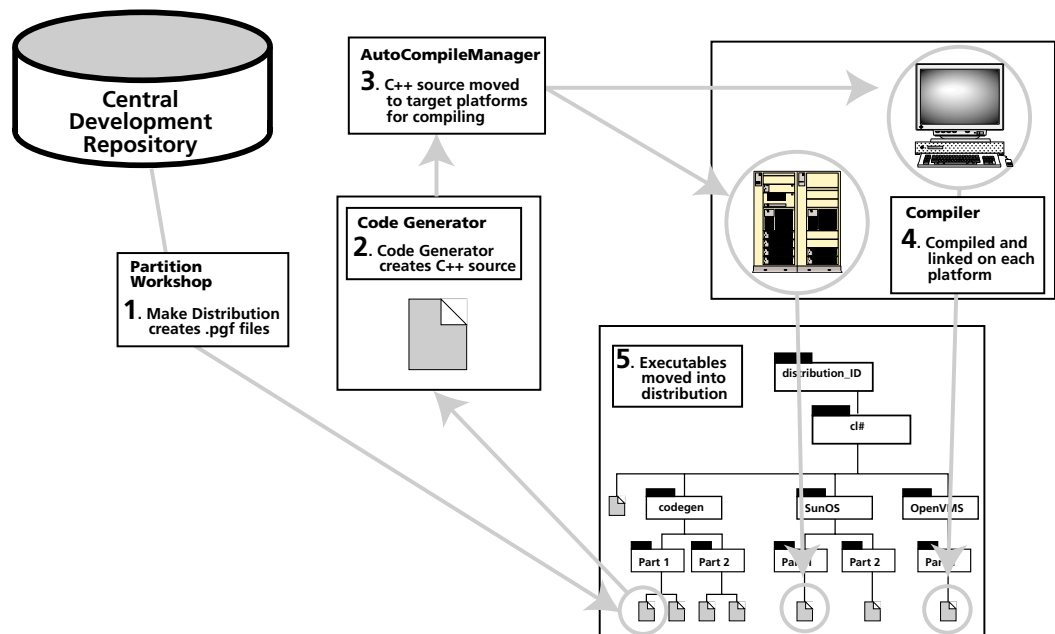 Central
Development
Repository
Partition
Workshop
1. Make Distribution
creates .pgf files
Code Generator
2. Code Generator
creates C++ source
AutoCompileManager
3. C++ source moved
to target platforms
for compiling
Compiler
4. Compiled and
linked on each
platform
5. Executables
moved into
distribution
distribution_ID
cl#
codegen
SunOS
OpenVMS
Part 1
Part 2
Part 1
Part 2